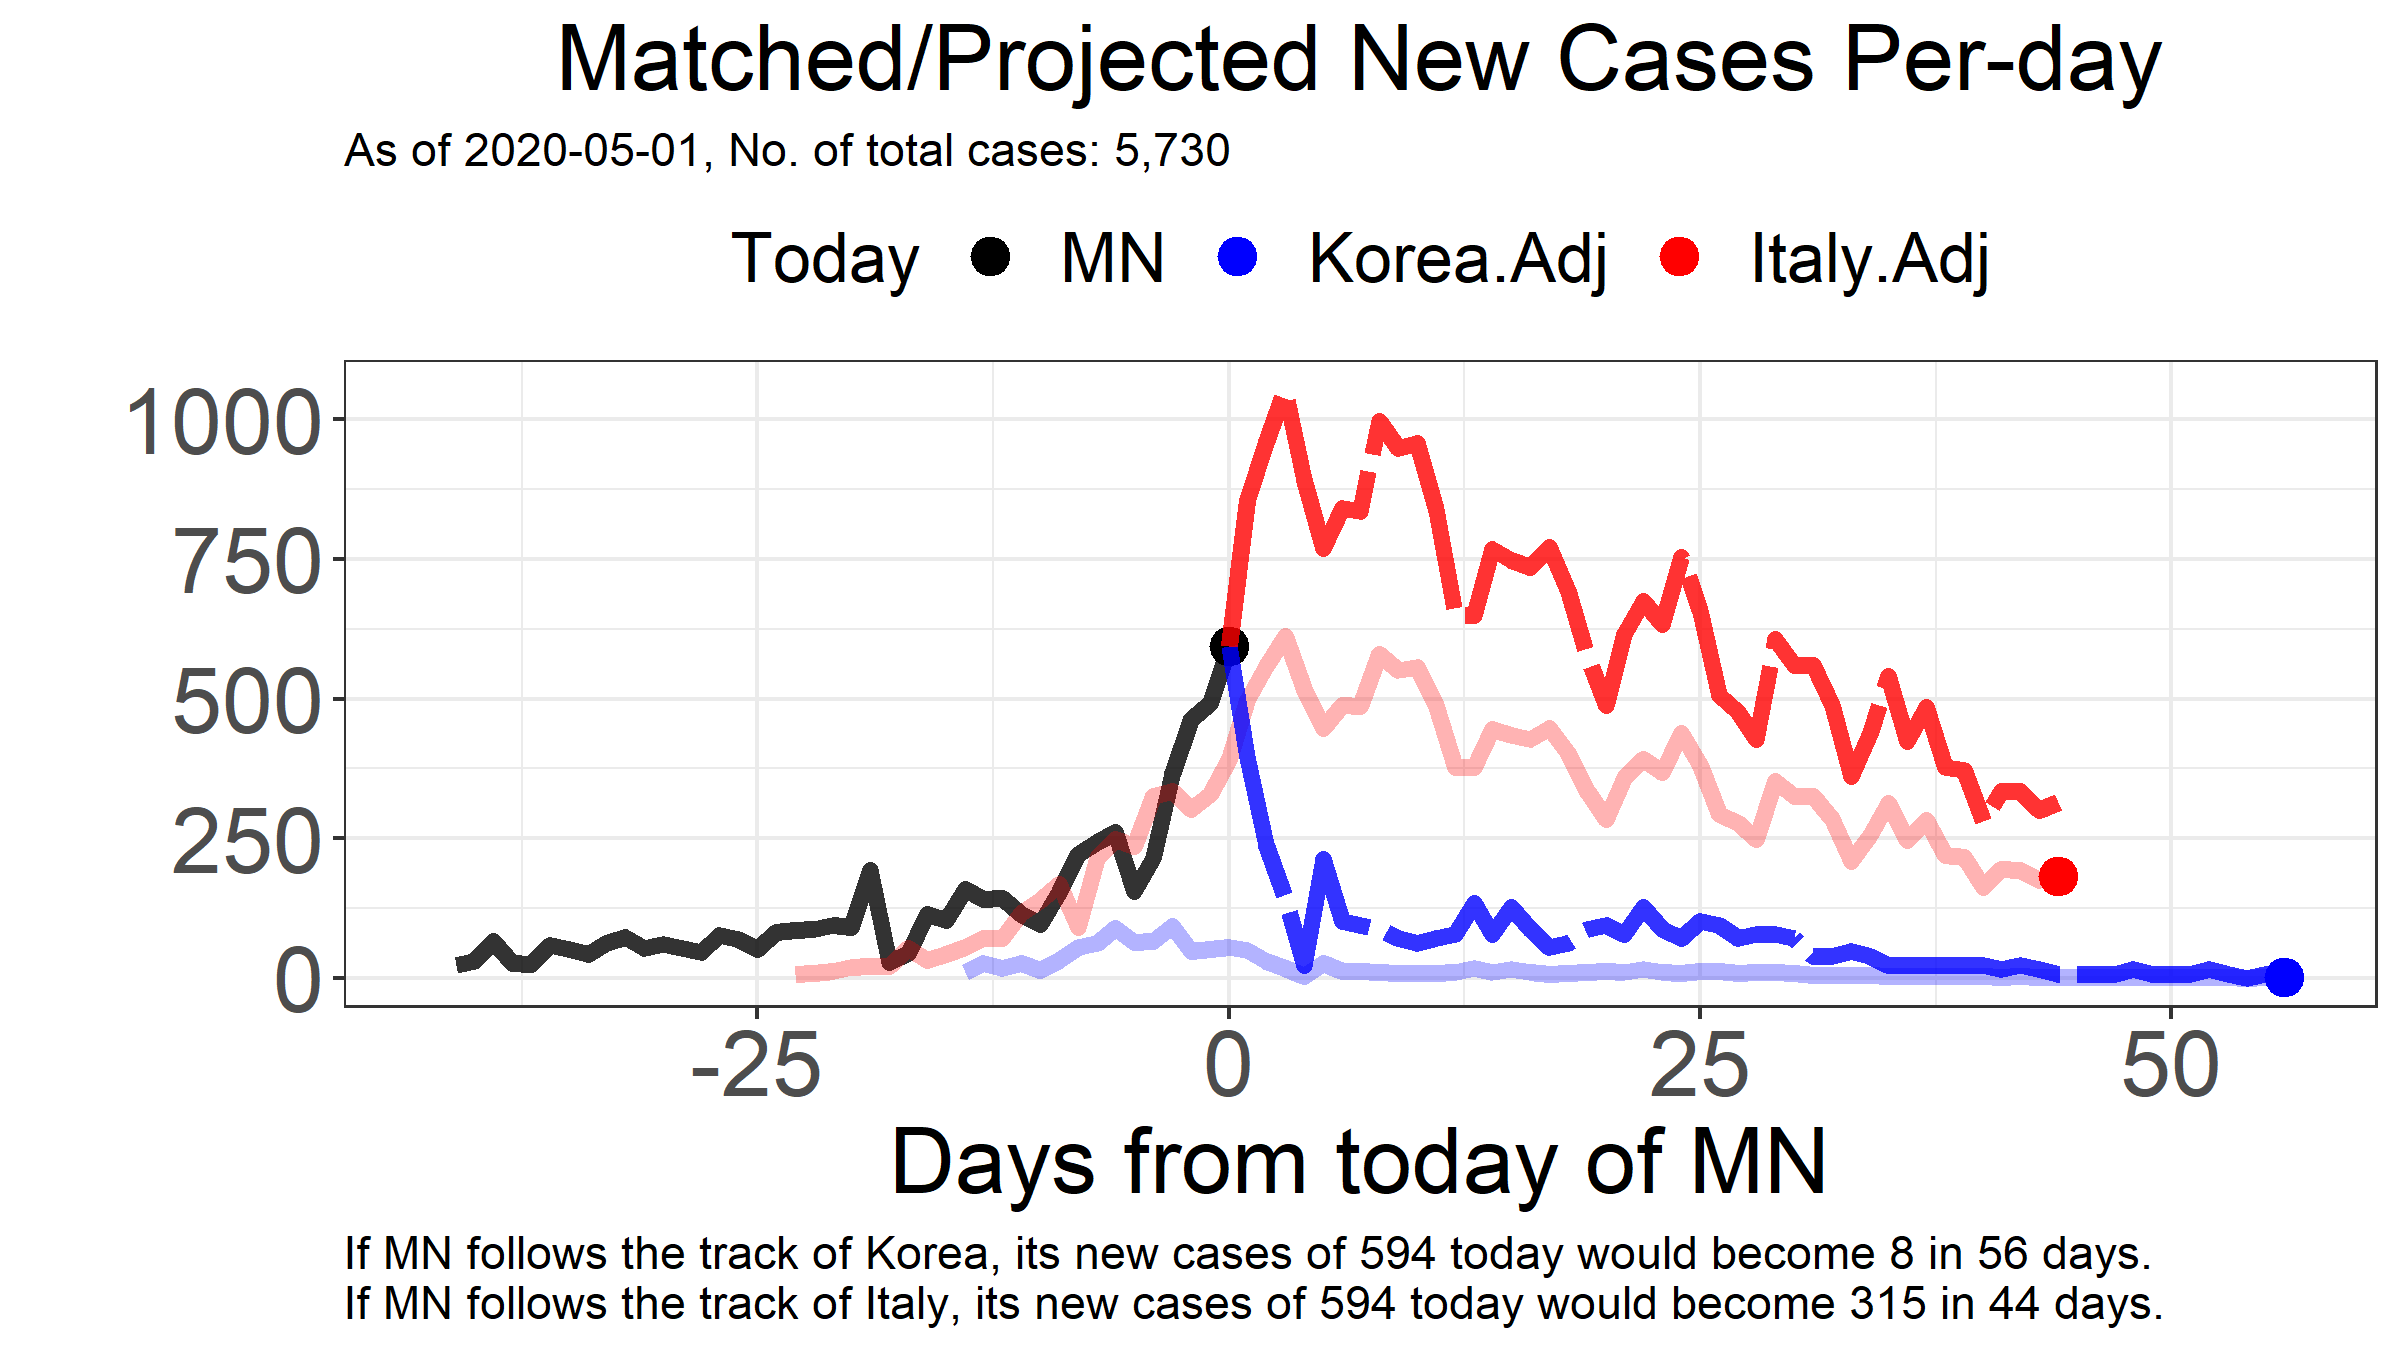 Matched/Projected New Cases Per-day
As of 2020-05-01, No. of total cases: 5,730
Today MN Korea.Adj Italy.Adj
1000
750
500
250
0
-25 0 25 50
Days from today of MN
If MN follows the track of Korea, its new cases of 594 today would become 8 in 56 days.
If MN follows the track of Italy, its new cases of 594 today would become 315 in 44 days.